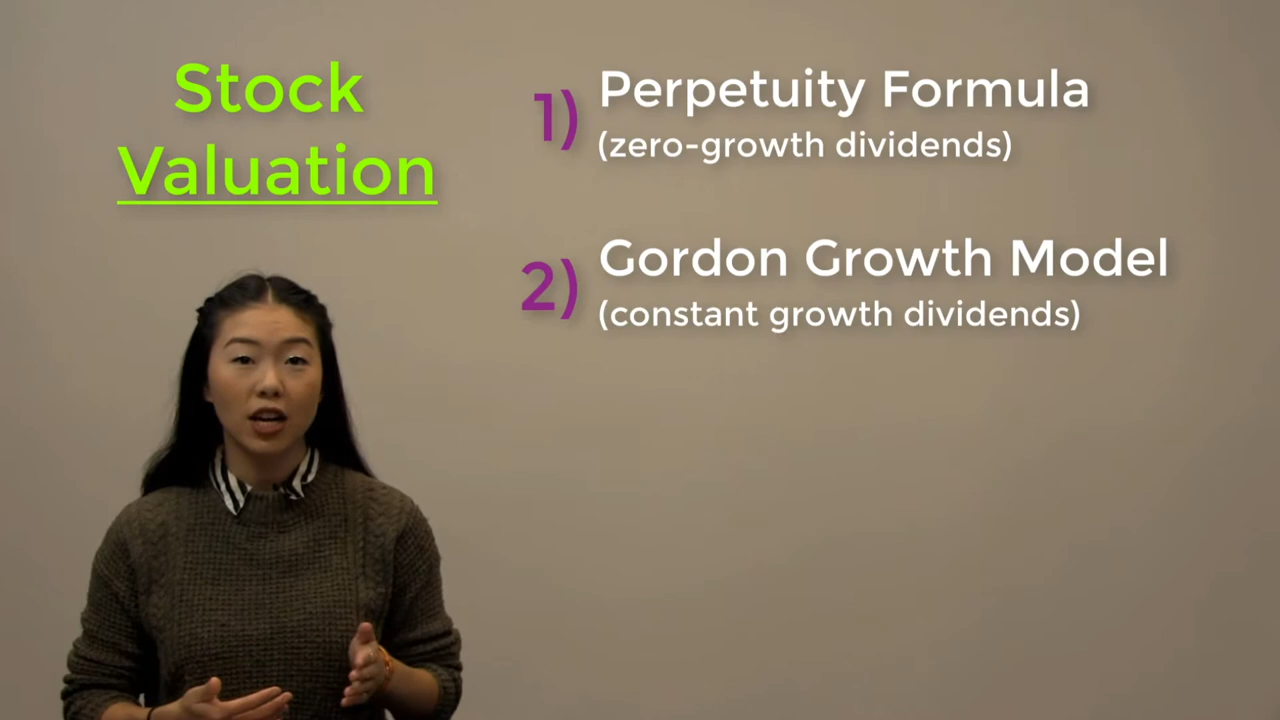 Stock
Valuation
1) Perpetuity Formula
(zero-growth dividends)
2) Gordon Growth Model
(constant growth dividends)